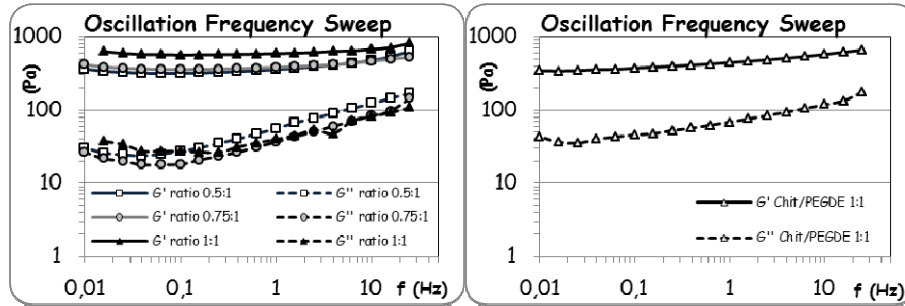 Oscillation Frequency Sweep
1000
(Pa)
100
10
1
G' ratio 0.5:1
G'' ratio 0.5:1
G' ratio 0.75:1
G'' ratio 0.75:1
G' ratio 1:1
G'' ratio 1:1
0,01
0,1
1
10
f (Hz)
Oscillation Frequency Sweep
1000
(Pa)
100
10
1
G' Chit/PEGDE 1:1
G'' Chit/PEGDE 1:1
0,01
0,1
1
10
f (Hz)